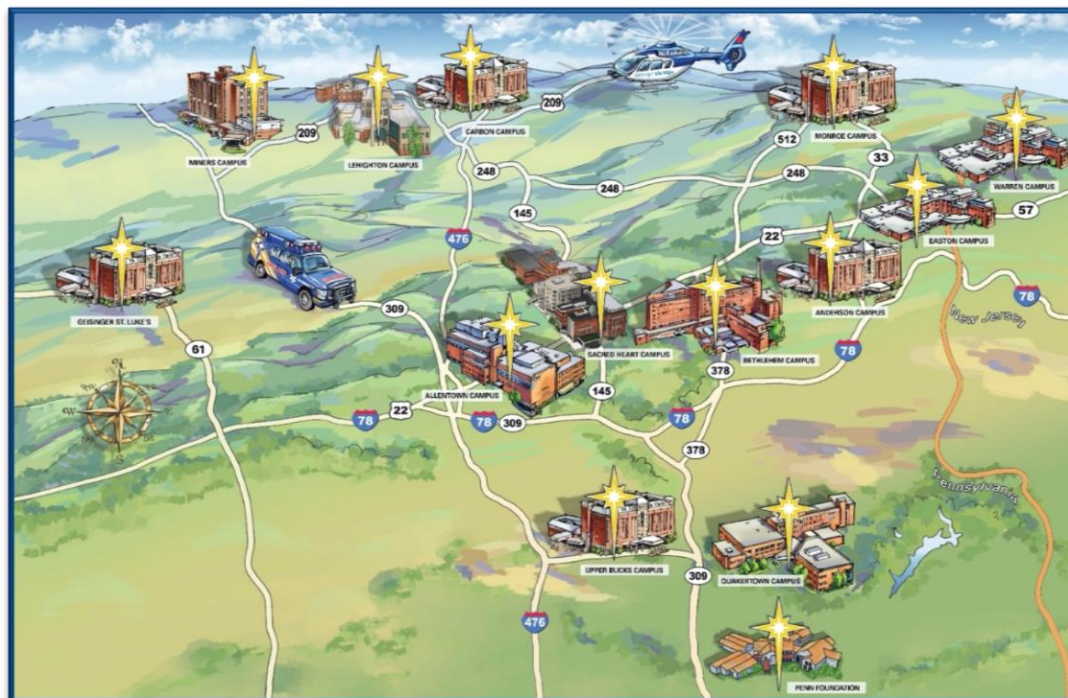 MINERS CAMPUS
209
LEHIGHTON CAMPUS
CARBON CAMPUS
209
MONROE CAMPUS
512
33
WARREN CAMPUS
248
248
248
145
57
476
22
EASTON CAMPUS
GEISINGER ST. LUKE'S
309
ANDERSON CAMPUS
78
New Jersey
61
SACRED HEART CAMPUS
BETHLEHEM CAMPUS
78
378
ALLENTOWN CAMPUS
145
N
W
E
S
78
22
78
309
78
378
Pennsylvania
UPPER BUCKS CAMPUS
QUAKERTOWN CAMPUS
309
476
PENN FOUNDATION